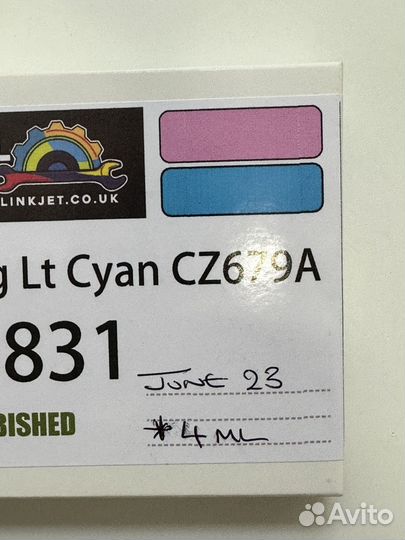 LINKJET.CO.UK
g Lt Cyan CZ679A
831
JUNE 23
BISHED
*4 ML
Avito